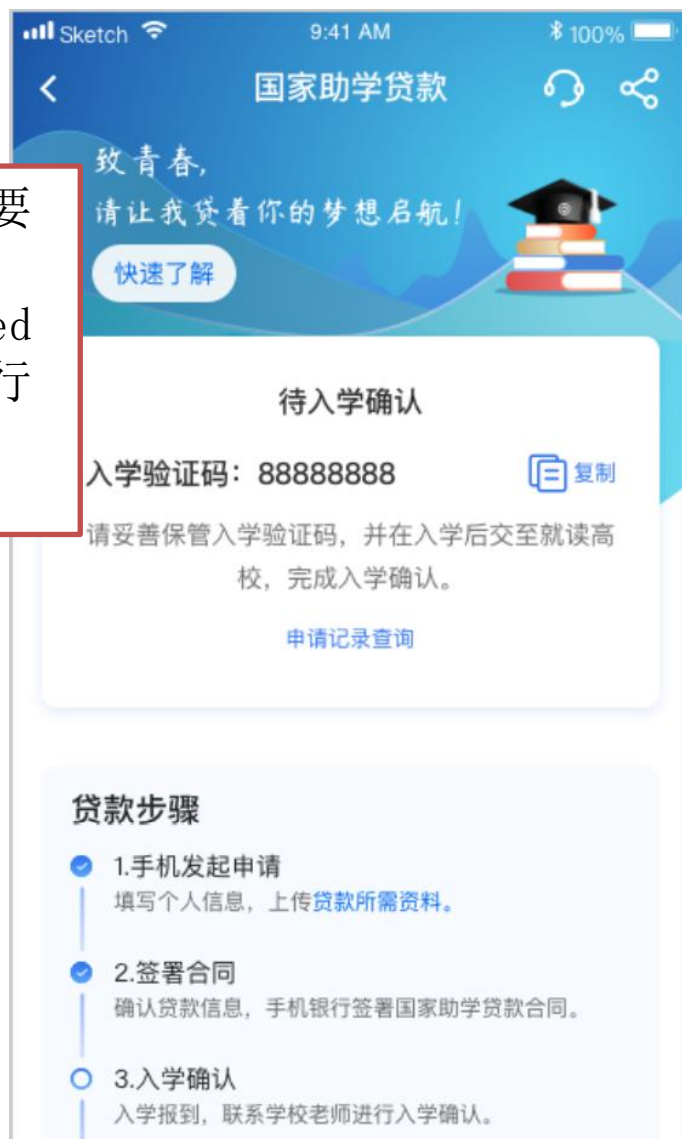 Sketch 9:41 AM 100%
国家助学贷款
致青春,
请让我贷着你的梦想启航!
快速了解
要
ed
行
待入学确认
入学验证码：88888888 复制
请妥善保管入学验证码，并在入学后交至就读高
校，完成入学确认。
申请记录查询
贷款步骤
1.手机发起申请
填写个人信息，上传贷款所需资料。
2.签署合同
确认贷款信息，手机银行签署国家助学贷款合同。
3.入学确认
入学报到，联系学校老师进行入学确认。